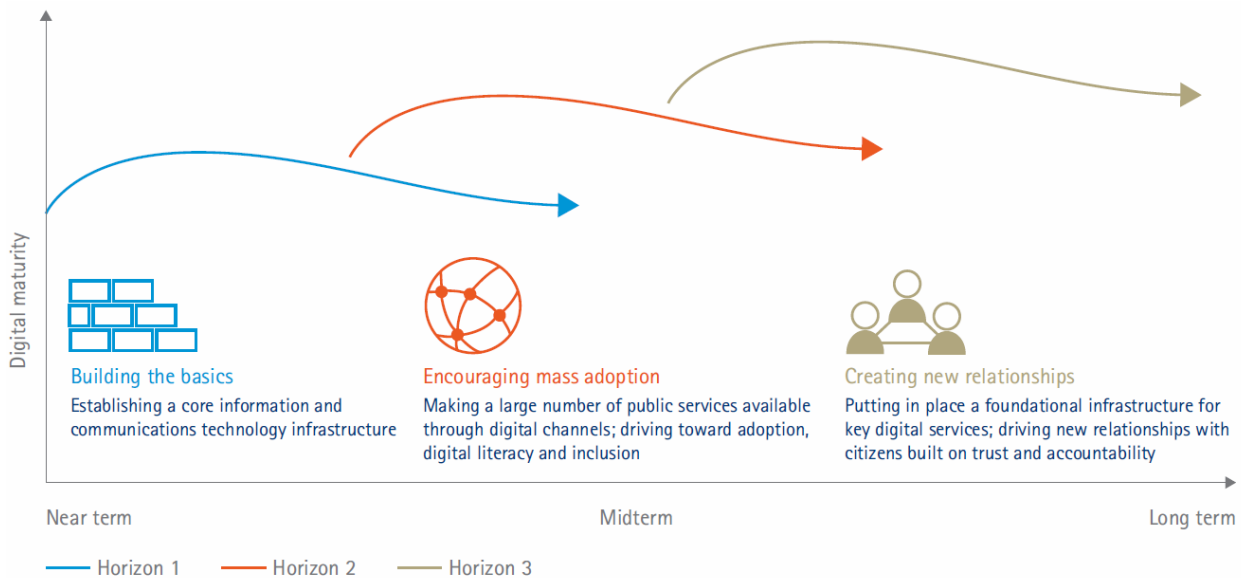 Digital maturity
Building the basics
Establishing a core information and
communications technology infrastructure
Encouraging mass adoption
Making a large number of public services available
through digital channels; driving toward adoption,
digital literacy and inclusion
Creating new relationships
Putting in place a foundational infrastructure for
key digital services; driving new relationships with
citizens built on trust and accountability
Near term
Midterm
Long term
Horizon 1
Horizon 2
Horizon 3